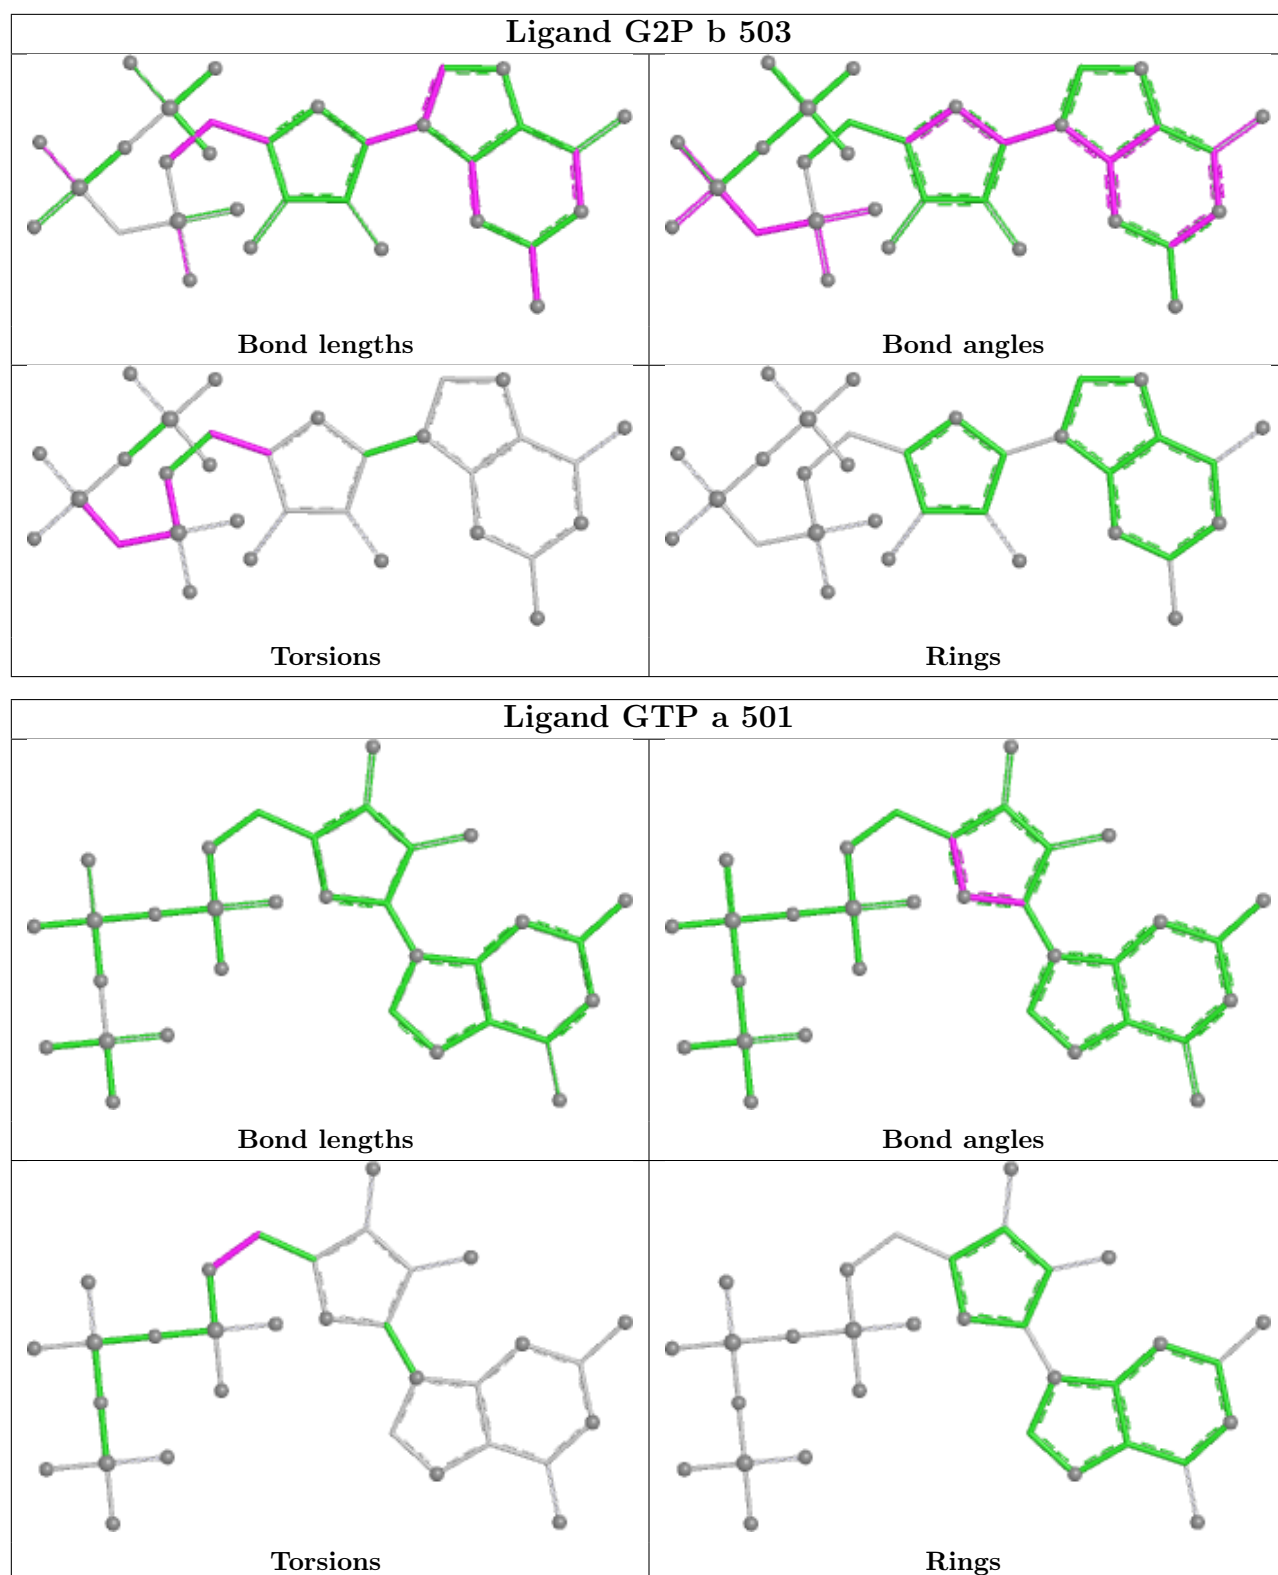 Ligand G2P b 503
Bond lengths
Bond angles
Torsions
Rings
Ligand GTP a 501
Bond lengths
Bond angles
Torsions
Rings